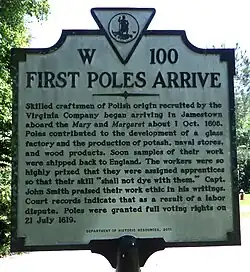 W 100
FIRST POLES ARRIVE
Skilled craftsmen of Polish origin recruited by the
Virginia Company began arriving in Jamestown
aboard the Mary and Margaret about 1 Oct. 1608.
Poles contributed to the development of a glass
factory and the production of potash, naval stores,
and wood products. Soon samples of their work
were shipped back to England. The workers were so
highly prized that they were assigned apprentices
so that their skill "shall not dye with them." Capt.
John Smith praised their work ethic in his writings.
Court records indicate that as a result of a labor
dispute, Poles were granted full voting rights on
21 July 1619.
DEPARTMENT OF HISTORIC RESOURCES, 2011